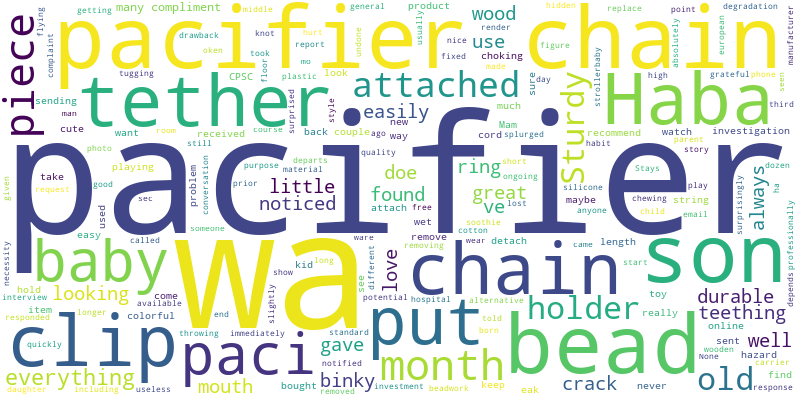 getting many compliment middle general product hidden replace point degradation
flying pacifier chain european
complaint drawback oken knot undone hurt report render usually nice figure absolutely manufacturer
piece wood use
tugging CPSC took floor mo look fixed choking made high grateful phone seen
sending tether plastic attached sure day strollerbaby Haba
man surprised style easily much Sturdy
cute want received course back couple new cord Mam splurged recommend watch investigation third
room still ago way habit parent
photo pacifier quality story
take playing purpose departs ring short silicone Stays dozen
given request good problem conversation prior material doe ongoing maybe chewing play surprisingly always ha
sec little found great string
used noticed attach free ve lost anyone child email
easy called someone wet soothie cotton professionally
necessity baby wa ware remove removing wear detach came length son
kid long see different love chain start
hold looking come show slightly potential hospital alternative toy durable depends
interview available holder teething
item longer colorful end standard put told really online
responded clip throwing immediately gave born bead sent well
quickly paci notified month wooden None hazard
everything mouth binky crack never old carrier find
daughter Including useless bought removed investment beadwork keep eak response